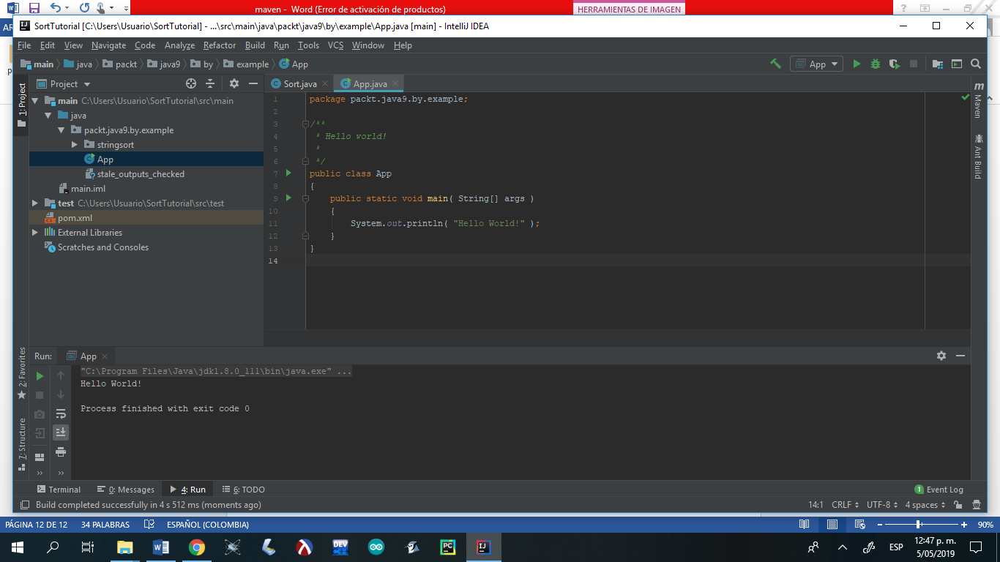 maven - Word (Error de activación de productos)
HERRAMIENTAS DE IMAGEN
SortTutorial [C:\Users\Usuario\SortTutorial] - ...\src\main\java\packt\java9\by\example\App.java [main] - IntelliJ IDEA
File Edit View Navigate Code Analyze Refactor Build Run Tools VCS Window Help
main java packt java9 by example App
App
Project
Sort.java App.java
1: Project
main C:\Users\Usuario\SortTutorial\src\main
java
packt.java9.by.example
stringsort
App
stale_outputs_checked
main.iml
test C:\Users\Usuario\SortTutorial\src\test
pom.xml
External Libraries
Scratches and Consoles
1 package packt.java9.by.example;
2
3 /**
4 * Hello world!
5 *
6 */
7 public class App
8 {
9 public static void main( String[] args )
10 {
11 System.out.println( "Hello World!" );
12 }
13 }
14
Maven
Ant Build
2: Favorites
7: Structure
Run: App
"C:\Program Files\Java\jdk1.8.0_111\bin\java.exe" ...
Hello World!
Process finished with exit code 0
Terminal 0: Messages 4: Run 6: TODO
1 Event Log
Build completed successfully in 4 s 512 ms (moments ago)
14:1 CRLF UTF-8 4 spaces
PÁGINA 12 DE 12 34 PALABRAS ESPAÑOL (COLOMBIA)
90%
ESP
12:47 p. m.
5/05/2019